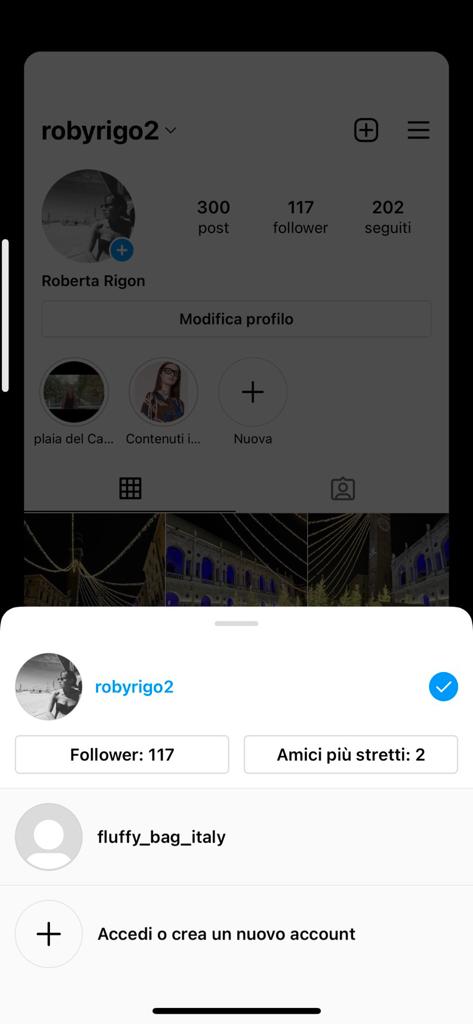 robyrigo2
300 117 202
post follower seguiti
Roberta Rigon
Modifica profilo
plaia del Ca... Contenuti i... Nuova
robyrigo2
Follower: 117 Amici più stretti: 2
fluffy_bag_italy
Accedi o crea un nuovo account